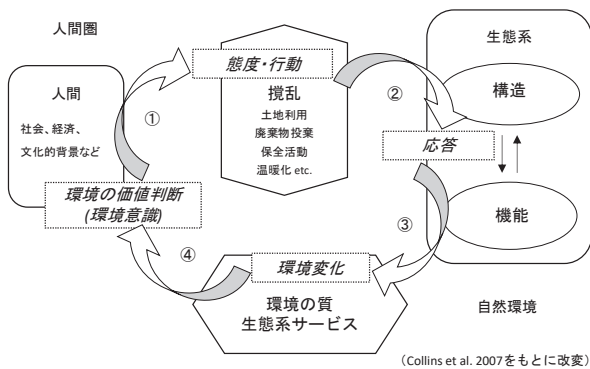 人間圏
人間
社会、経済、
文化的背景など
環境の価値判断
(環境意識)
①
態度・行動
撹乱
土地利用
廃棄物投棄
保全活動
温暖化 etc.
②
生態系
構造
応答
機能
③
自然環境
環境変化
環境の質
生態系サービス
④
(Collins et al. 2007をもとに改変)